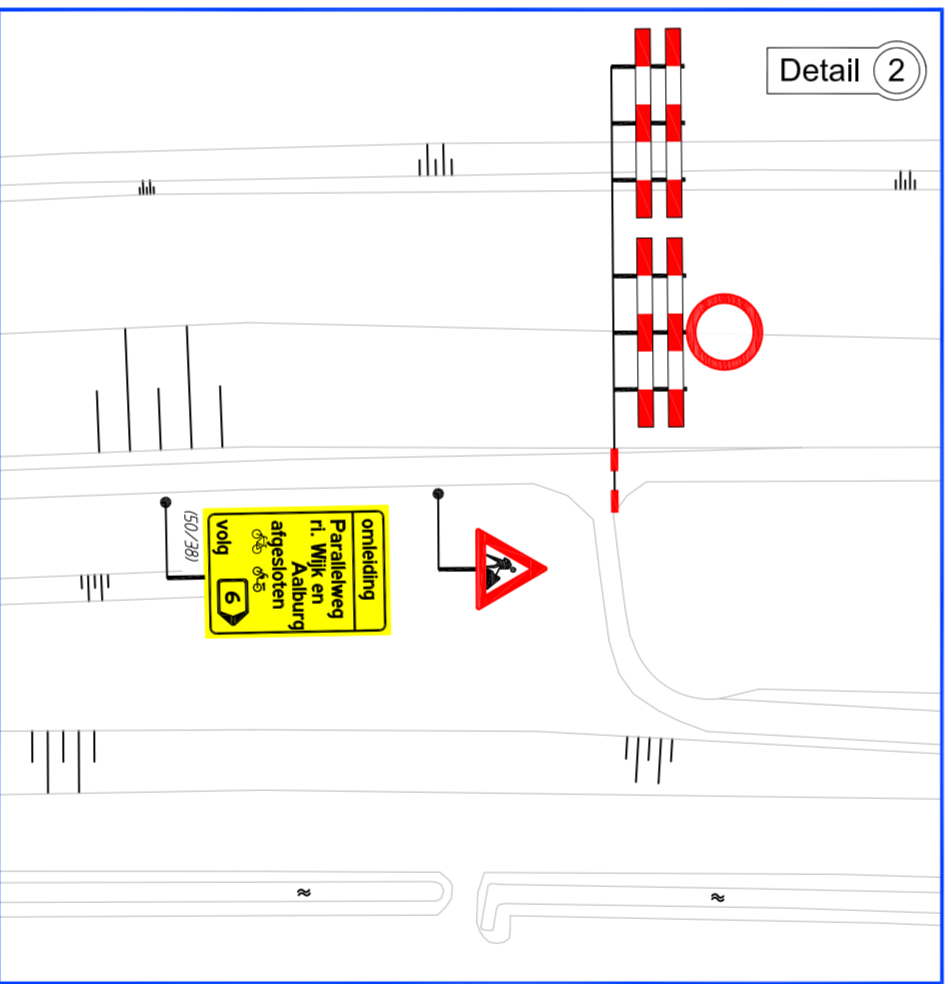 Detail 2
(50/38)
omleiding
Parallelweg
ri. Wijk en
Aalburg
afgesloten
volg 6